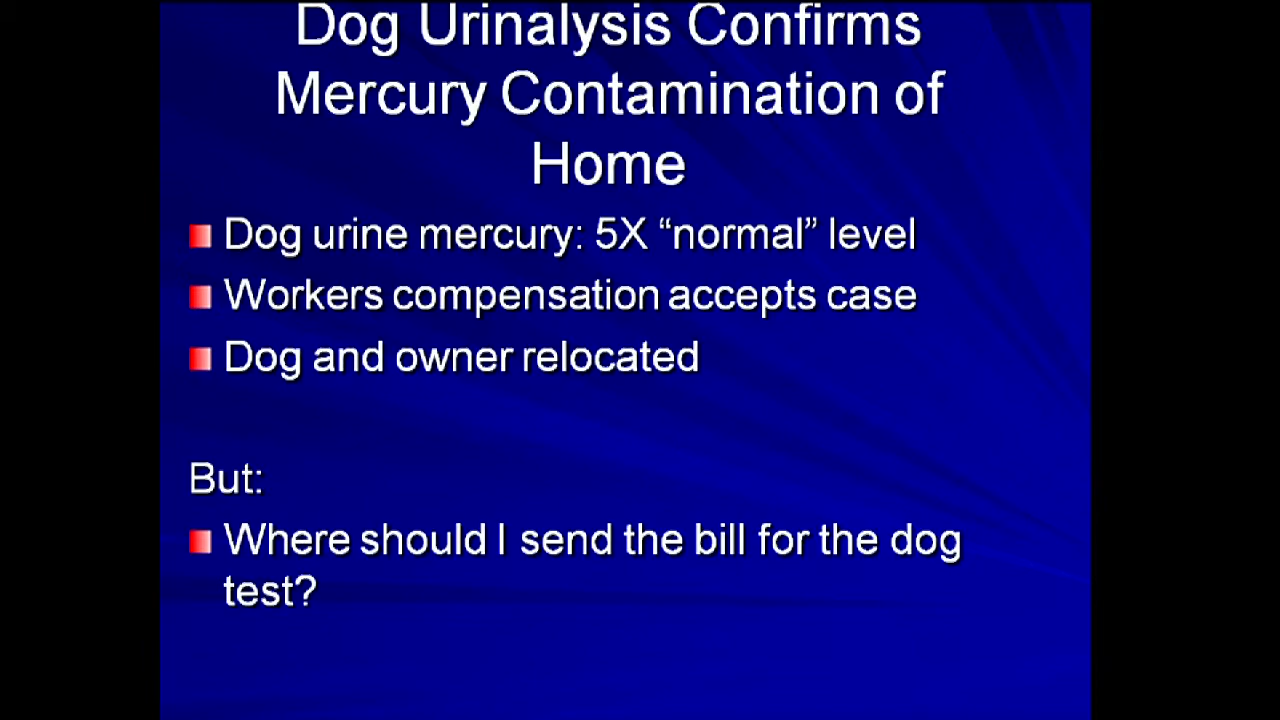 Dog Urinalysis Confirms
Mercury Contamination of
Home
Dog urine mercury: 5X “normal” level
Workers compensation accepts case
Dog and owner relocated
But:
Where should I send the bill for the dog
test?